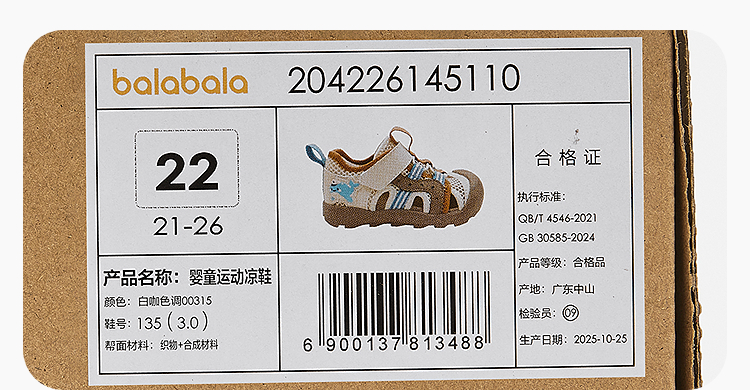 balabala 204226145110
22
21-26
合格证
执行标准：
QB/T 4546-2021
GB 30585-2024
产品等级：合格品
产地：广东中山
检验员：09
生产日期：2025-10-25
产品名称：婴童运动凉鞋
颜色：白咖色调00315
鞋号：135（3.0）
帮面材料：织物+合成材料
6 900137 813488